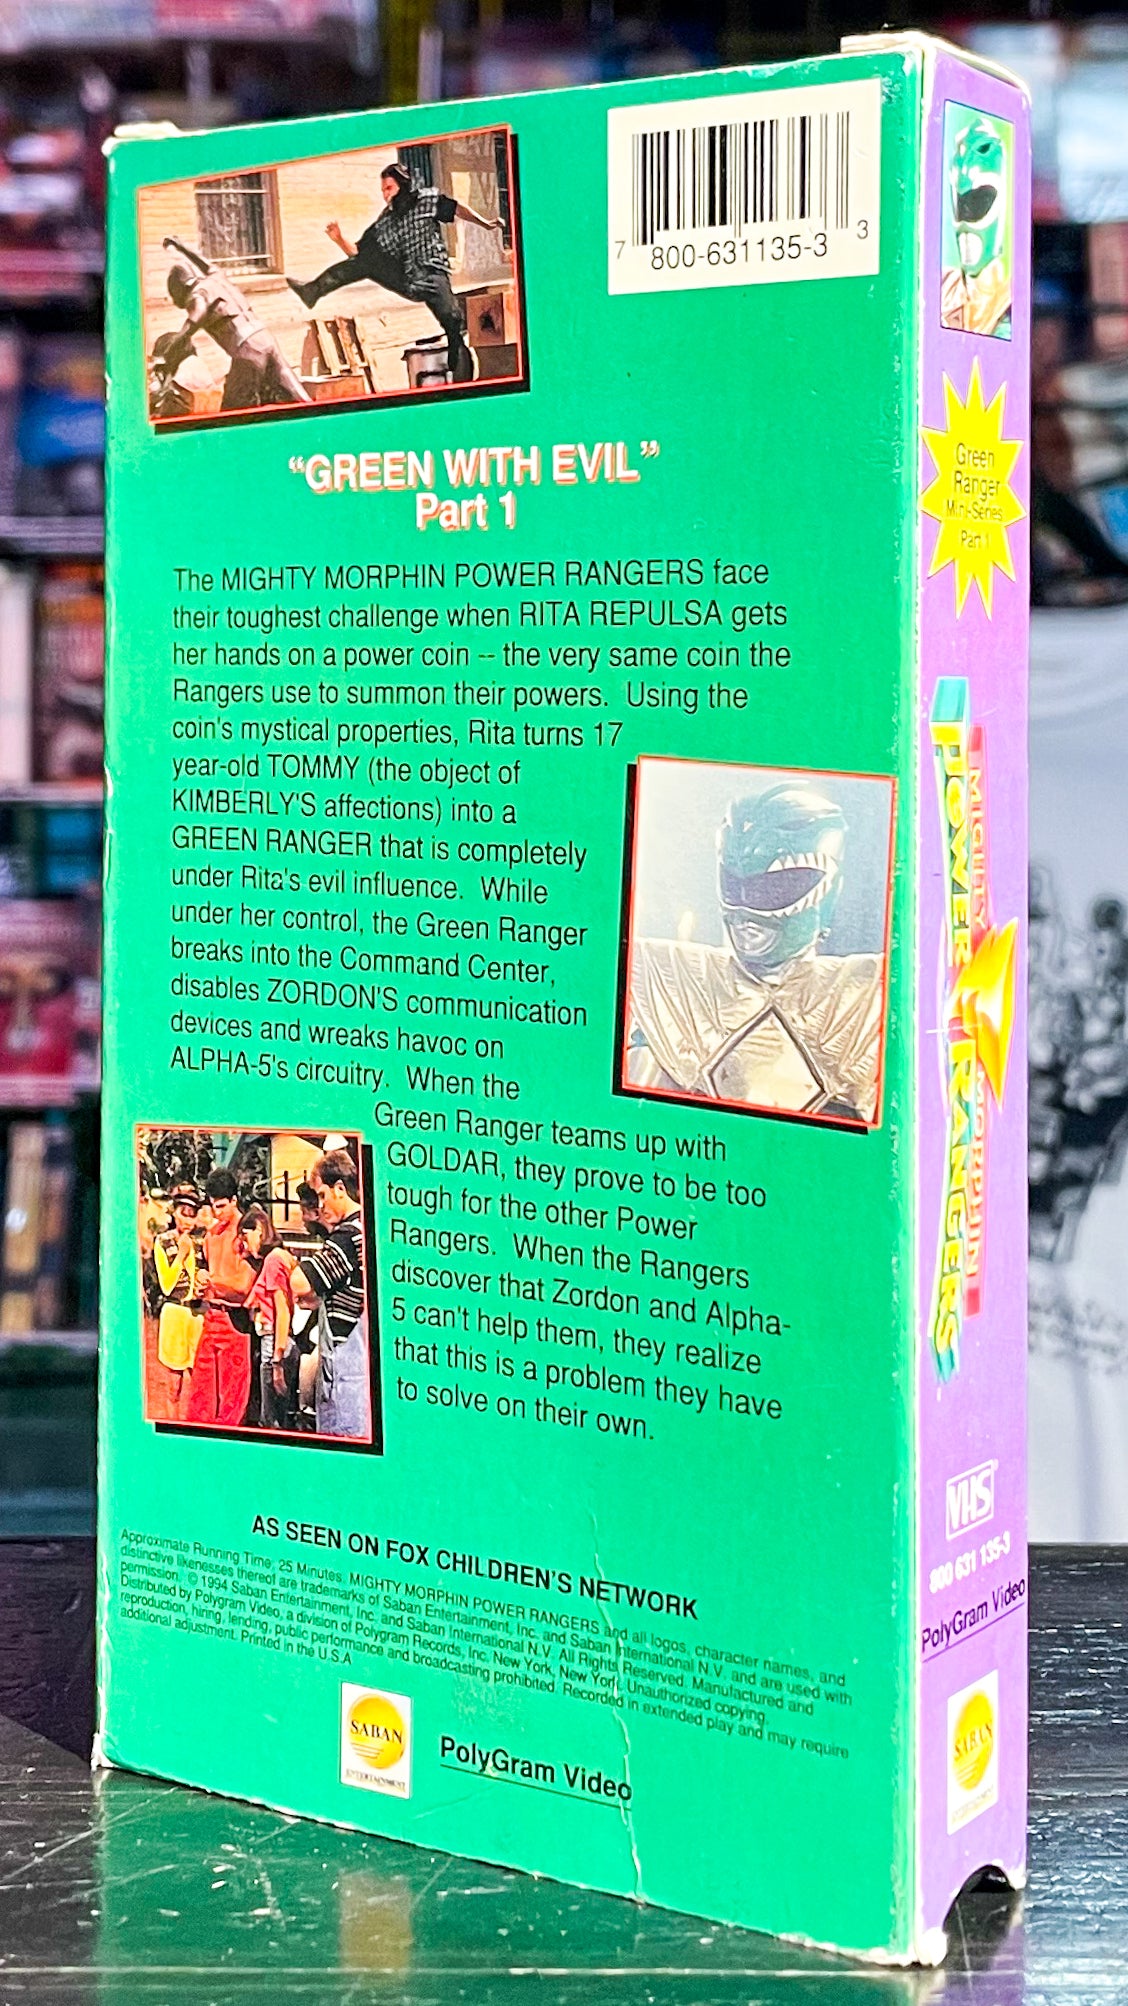 7 800-631135-3 3
“GREEN WITH EVIL”
Part 1
The MIGHTY MORPHIN POWER RANGERS face
their toughest challenge when RITA REPULSA gets
her hands on a power coin -- the very same coin the
Rangers use to summon their powers. Using the
coin's mystical properties, Rita turns 17
year-old TOMMY (the object of
KIMBERLY'S affections) into a
GREEN RANGER that is completely
under Rita's evil influence. While
under her control, the Green Ranger
breaks into the Command Center,
disables ZORDON'S communication
devices and wreaks havoc on
ALPHA-5's circuitry. When the
Green Ranger teams up with
GOLDAR, they prove to be too
tough for the other Power
Rangers. When the Rangers
discover that Zordon and Alpha-
5 can't help them, they realize
that this is a problem they have
to solve on their own.
AS SEEN ON FOX CHILDREN'S NETWORK
Approximate Running Time: 25 Minutes. MIGHTY MORPHIN POWER RANGERS and all logos, character names, and
distinctive likenesses thereof are trademarks of Saban Entertainment, Inc. and Saban International N.V. and are used with
permission. © 1994 Saban Entertainment, Inc. and Saban International N.V. All Rights Reserved. Manufactured and
Distributed by Polygram Video, a division of Polygram Records, Inc. New York, New York. Unauthorized copying,
reproduction, hiring, lending, public performance and broadcasting prohibited. Recorded in extended play and may require
additional adjustment. Printed in the U.S.A
SABAN
ENTERTAINMENT
PolyGram Video
Green
Ranger
Mini-Series
Part 1
MIGHTY MORPHIN
POWER RANGERS
VHS
800 631 135-3
PolyGram Video
SABAN
ENTERTAINMENT